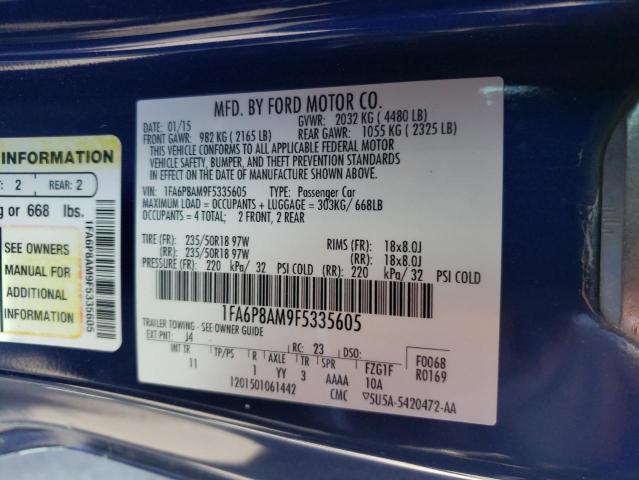 MFD. BY FORD MOTOR CO.
DATE: 01/15 GVWR: 2032 KG ( 4480 LB)
FRONT GAWR: 982 KG ( 2165 LB) REAR GAWR: 1055 KG ( 2325 LB)
THIS VEHICLE CONFORMS TO ALL APPLICABLE FEDERAL MOTOR
VEHICLE SAFETY, BUMPER, AND THEFT PREVENTION STANDARDS
IN EFFECT ON THE DATE OF MANUFACTURE SHOWN ABOVE.
VIN: 1FA6P8AM9F5335605 TYPE: Passenger Car
MAXIMUM LOAD = OCCUPANTS + LUGGAGE = 303KG/ 668LB
OCCUPANTS = 4 TOTAL; 2 FRONT, 2 REAR
TIRE (FR): 235/50R18 97W RIMS (FR): 18x8.0J
(RR): 235/50R18 97W (RR): 18x8.0J
PRESSURE (FR): 220 kPa/ 32 PSI COLD (RR): 220 kPa/ 32 PSI COLD
1FA6P8AM9F5335605
TRAILER TOWING - SEE OWNER GUIDE
EXT PNT: J4 RC: 23 DSO: F0068
INT TR TP/PS R AXLE TR SPR FZG1F R0169
11 1 YY 3 AAAA 10A
1201501061442 CMC 5U5A-5420472-AA
INFORMATION
: 2 REAR: 2
g or 668 lbs.
SEE OWNERS
MANUAL FOR
ADDITIONAL
INFORMATION
1FA6P8AM9F5335605